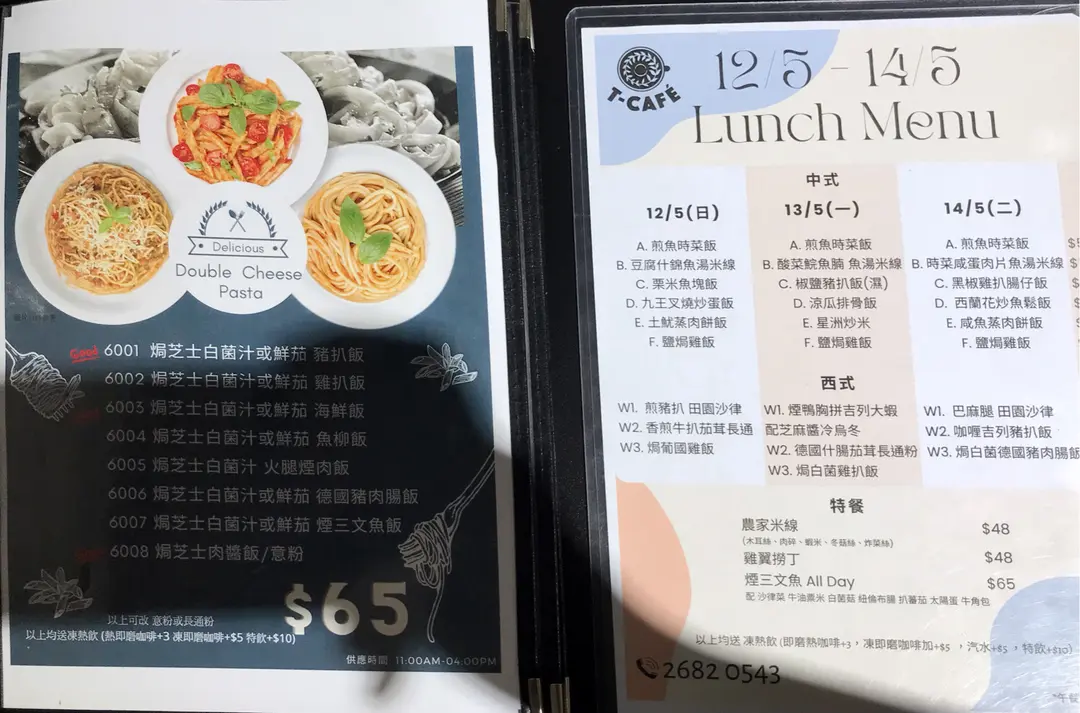 Delicious
Double Cheese
Pasta
Good 6001 焗芝士白菌汁或鮮茄 豬扒飯
6002 焗芝士白菌汁或鮮茄 雞扒飯
6003 焗芝士白菌汁或鮮茄 海鮮飯
6004 焗芝士白菌汁或鮮茄 魚柳飯
6005 焗芝士白菌汁 火腿煙肉飯
6006 焗芝士白菌汁或鮮茄 德國豬肉腸飯
6007 焗芝士白菌汁或鮮茄 煙三文魚飯
6008 焗芝士肉醬飯/意粉
$65
以上可改 意粉或長通粉
以上均送凍熱飲 (熱即磨咖啡+3 凍即磨咖啡+$5 特飲+$10)
供應時間 11:00AM-04:00PM
T-CAFÉ
12/5 - 14/5
Lunch Menu
中式
12/5(日)
A. 煎魚時菜飯
B. 豆腐什錦魚湯米線
C. 栗米魚塊飯
D. 九王叉燒炒蛋飯
E. 土魷蒸肉餅飯
F. 鹽焗雞飯
13/5(一)
A. 煎魚時菜飯
B. 酸菜鯇魚腩 魚湯米線
C. 椒鹽豬扒飯(濕)
D. 涼瓜排骨飯
E. 星洲炒米
F. 鹽焗雞飯
14/5(二)
A. 煎魚時菜飯
B. 時菜咸蛋肉片魚湯米線
C. 黑椒雞扒腸仔飯
D. 西蘭花炒魚鬆飯
E. 咸魚蒸肉餅飯
F. 鹽焗雞飯
西式
W1. 煎豬扒 田園沙律
W2. 香煎牛扒茄茸長通
W3. 焗葡國雞飯
W1. 煙鴨胸拼吉列大蝦
配芝麻醬冷烏冬
W2. 德國什腸茄茸長通粉
W3. 焗白菌雞扒飯
W1. 巴麻腿 田園沙律
W2. 咖喱吉列豬扒飯
W3. 焗白菌德國豬肉腸飯
特餐
農家米線 $48
(木耳絲、肉碎、蝦米、冬菇絲、炸菜絲)
雞翼撈丁 $48
煙三文魚 All Day $65
配 沙律菜 牛油粟米 白菌菇 紐倫布腸 扒蕃茄 太陽蛋 牛角包
以上均送 凍熱飲 (即磨熱咖啡+3，凍即磨咖啡加+$5 ，汽水+$5 ，特飲+$10)
2682 0543
*午餐